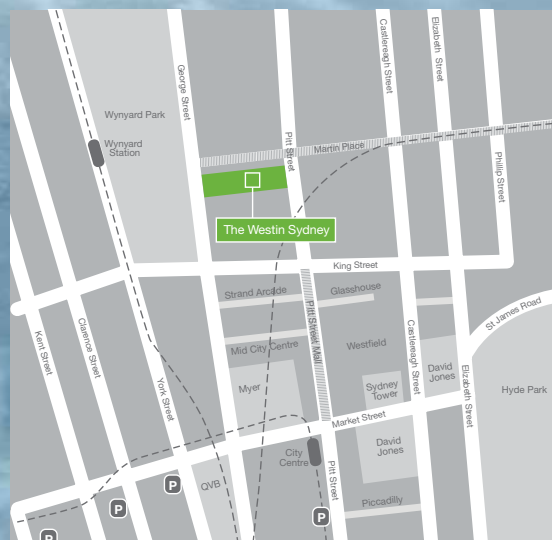 Castlereagh Street
Elizabeth Street
George Street
Wynyard Park
Wynyard
Station
Pitt Street
Martin Place
Phillip Street
The Westin Sydney
King Street
Strand Arcade
Glasshouse
St James Road
Pitt Street Mall
Kent Street
Clarence Street
Mid City Centre
Westfield
Castlereagh Street
David
Jones
Elizabeth Street
York Street
Myer
Sydney
Tower
Hyde Park
Market Street
City
Centre
David
Jones
Pitt Street
QVB
Piccadilly
P
P
P
P